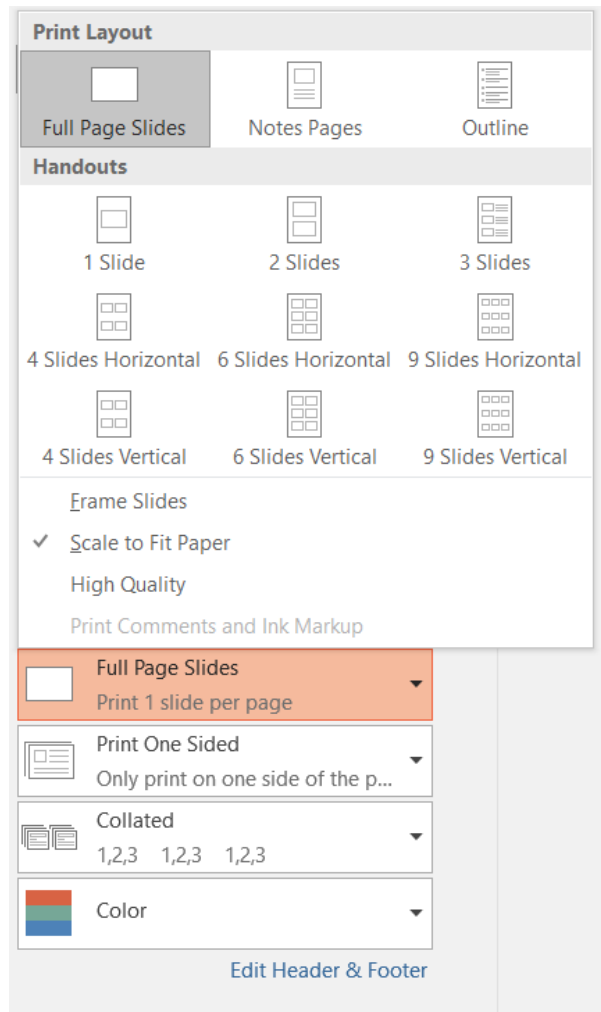 Print Layout
Full Page Slides
Notes Pages
Outline
Handouts
1 Slide
2 Slides
3 Slides
4 Slides Horizontal
6 Slides Horizontal
9 Slides Horizontal
4 Slides Vertical
6 Slides Vertical
9 Slides Vertical
Frame Slides
Scale to Fit Paper
High Quality
Print Comments and Ink Markup
Full Page Slides
Print 1 slide per page
Print One Sided
Only print on one side of the p...
Collated
1,2,3 1,2,3 1,2,3
Color
Edit Header & Footer